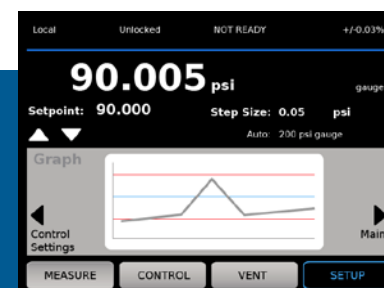 Local Unlocked NOT READY +/-0.03%
90.005 psi gauge
Setpoint: 90.000 Step Size: 0.05 psi
Auto: 200 psi gauge
Graph
Control Main
Settings
MEASURE CONTROL VENT SETUP